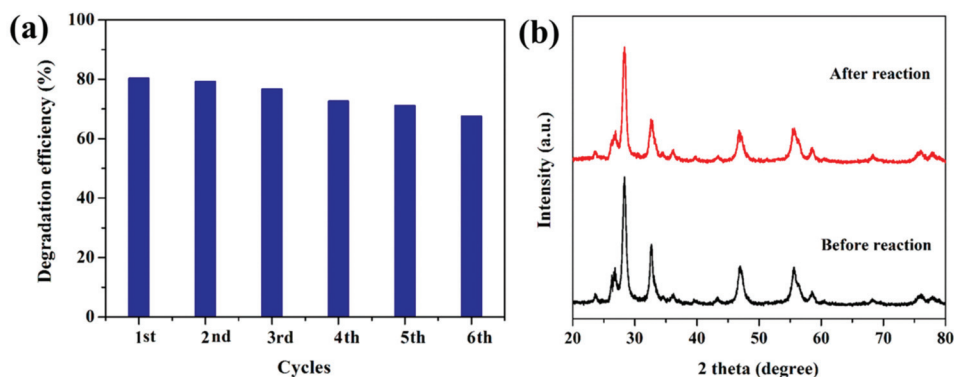 (a)
Degradation efficiency (%)
100
80
60
40
20
0
1st 2nd 3rd 4th 5th 6th
Cycles
(b)
Intensity (a.u.)
After reaction
Before reaction
20 30 40 50 60 70 80
2 theta (degree)